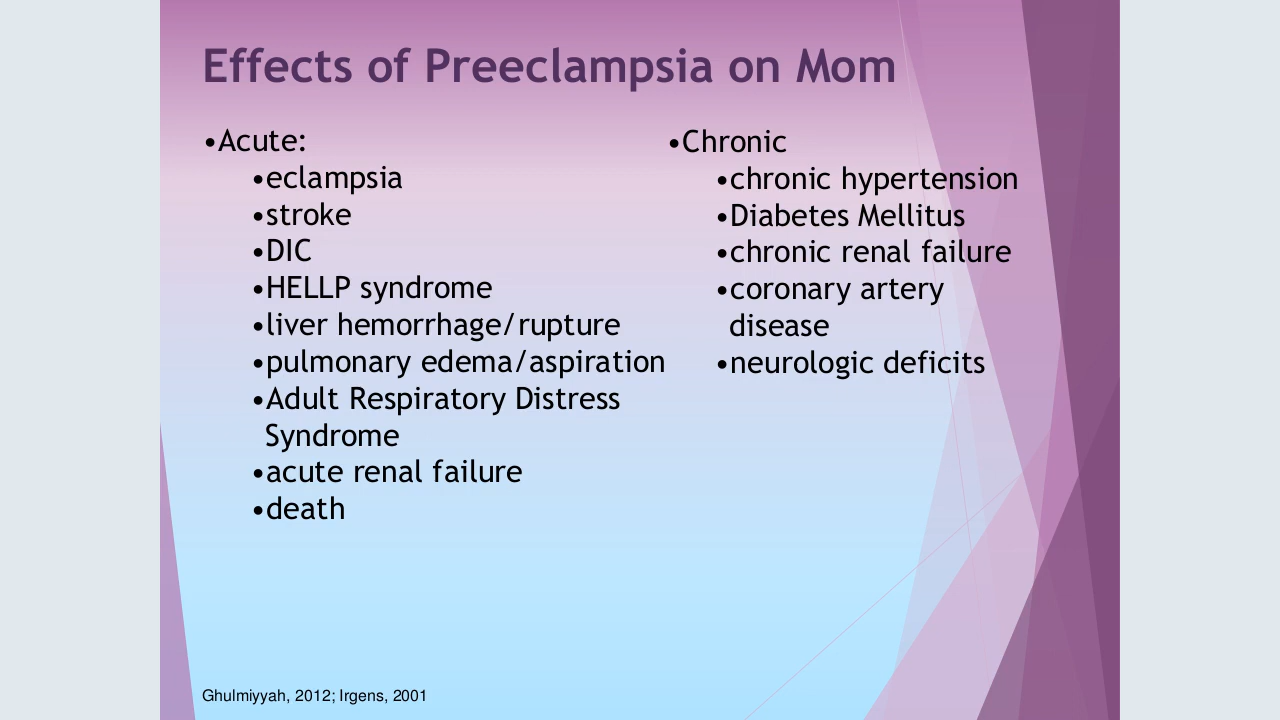 Effects of Preeclampsia on Mom
•Acute:
•eclampsia
•stroke
•DIC
•HELLP syndrome
•liver hemorrhage/rupture
•pulmonary edema/aspiration
•Adult Respiratory Distress
Syndrome
•acute renal failure
•death
•Chronic
•chronic hypertension
•Diabetes Mellitus
•chronic renal failure
•coronary artery
disease
•neurologic deficits
Ghulmiyyah, 2012; Irgens, 2001